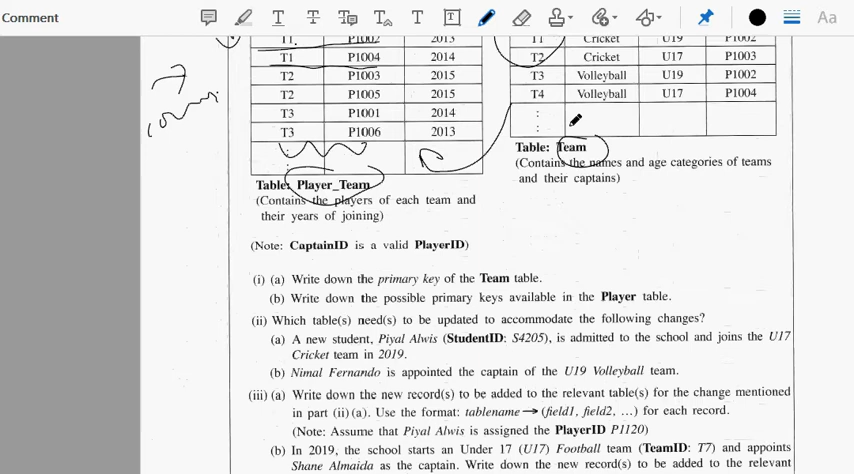 Comment
T
T
T
T
T
Aa
T1 P1002 2013
T1 P1004 2014
T2 P1003 2015
T2 P1005 2015
T3 P1001 2014
T3 P1006 2013
:
Table: Player_Team
(Contains the players of each team and
their years of joining)
T1 Cricket U19 P1002
T2 Cricket U17 P1003
T3 Volleyball U19 P1002
T4 Volleyball U17 P1004
:
:
Table: Team
(Contains the names and age categories of teams
and their captains)
(Note: CaptainID is a valid PlayerID)
(i) (a) Write down the primary key of the Team table.
(b) Write down the possible primary keys available in the Player table.
(ii) Which table(s) need(s) to be updated to accommodate the following changes?
(a) A new student, Piyal Alwis (StudentID: S4205), is admitted to the school and joins the U17
Cricket team in 2019.
(b) Nimal Fernando is appointed the captain of the U19 Volleyball team.
(iii) (a) Write down the new record(s) to be added to the relevant table(s) for the change mentioned
in part (ii) (a). Use the format: tablename → (field1, field2, ...) for each record.
(Note: Assume that Piyal Alwis is assigned the PlayerID P1120)
(b) In 2019, the school starts an Under 17 (U17) Football team (TeamID: T7) and appoints
Shane Almaida as the captain. Write down the new record(s) to be added to the relevant